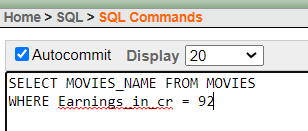 Home > SQL > SQL Commands
Autocommit Display 20
SELECT MOVIES_NAME FROM MOVIES
WHERE Earnings_in_cr = 92